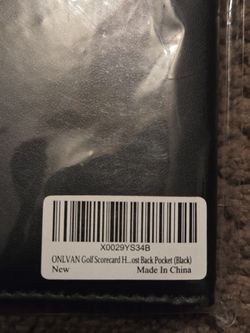 X0029YS34B
ONLVAN Golf Scorecard H...ost Back Pocket (Black)
New Made In China